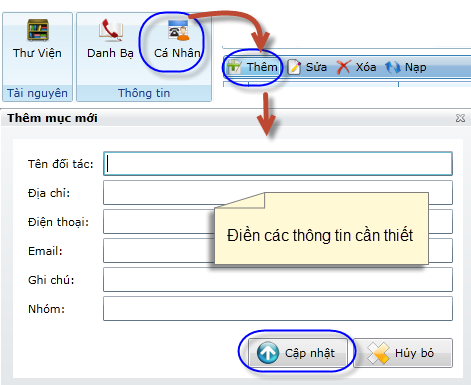 Thư Viện
Danh Bạ
Cá Nhân
Tài nguyên
Thông tin
Thêm
Sửa
Xóa
Nạp
Thêm mục mới
Tên đối tác:
Địa chỉ:
Điện thoại:
Email:
Ghi chú:
Nhóm:
Điền các thông tin cần thiết
Cập nhật
Hủy bỏ